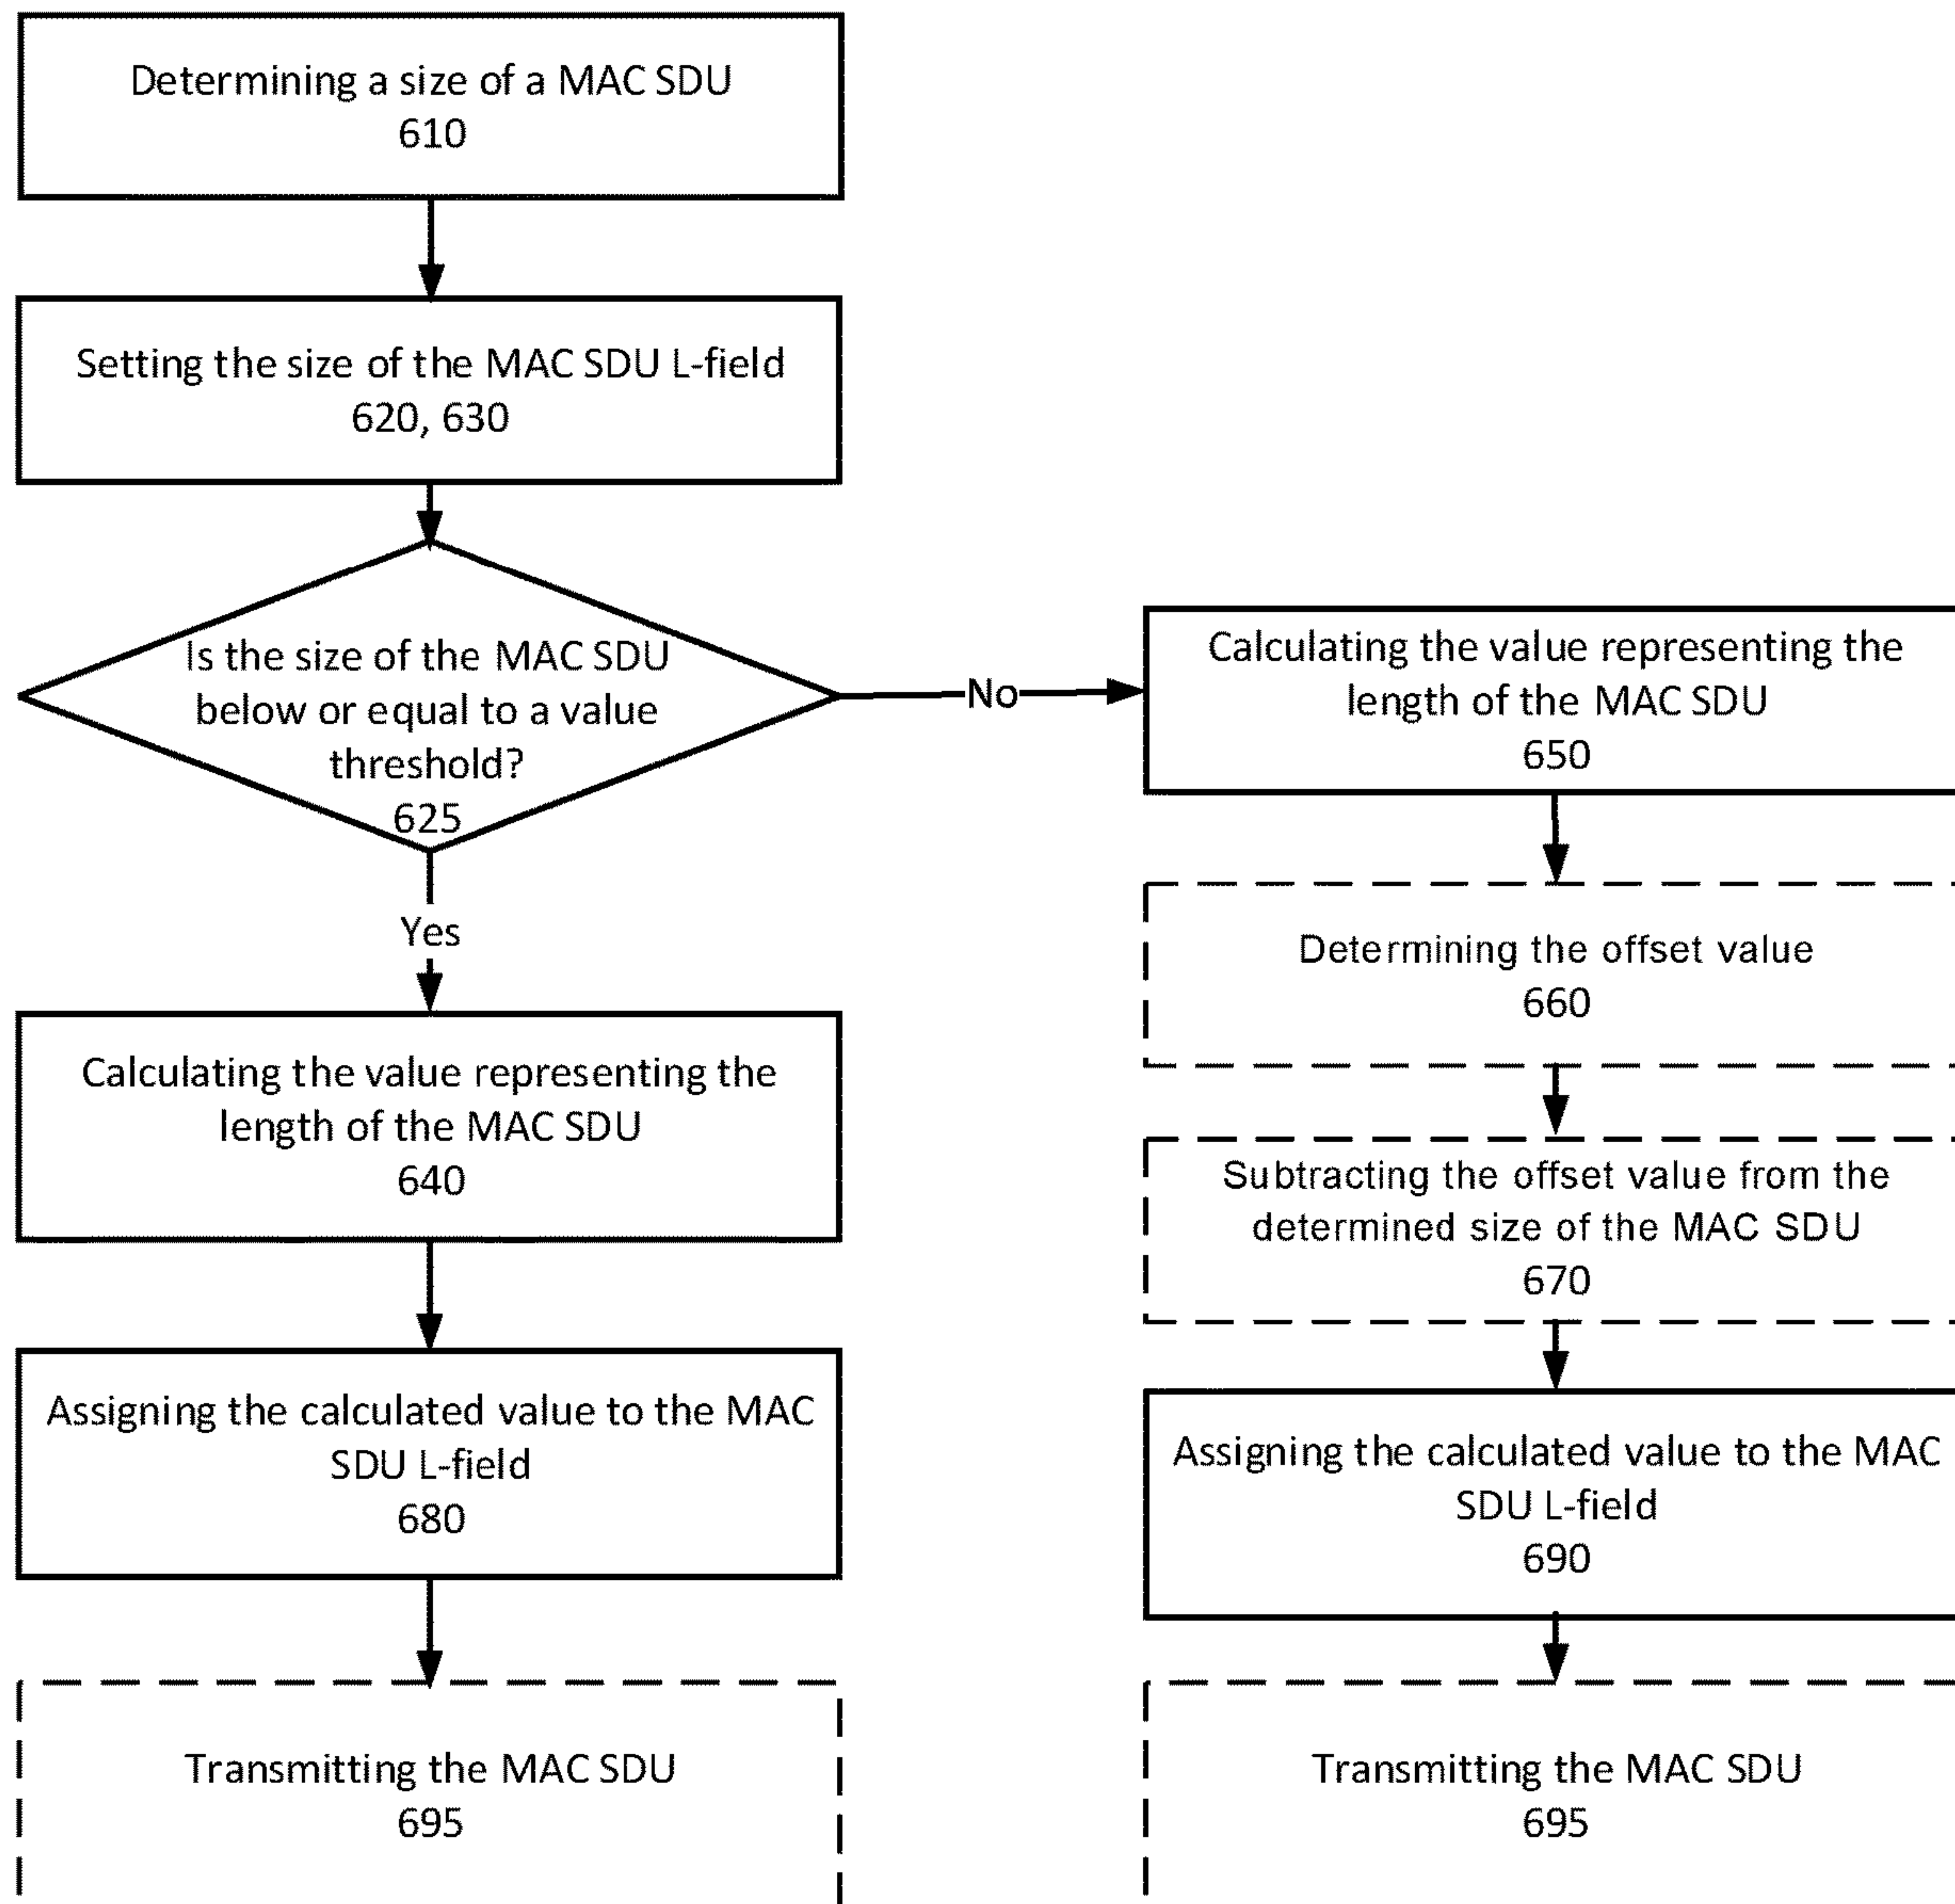 Determining a size of a MAC SDU
610
Setting the size of the MAC SDU L-field
620, 630
Is the size of the MAC SDU
below or equal to a value
threshold?
625
No
Yes
Calculating the value representing the
length of the MAC SDU
640
Assigning the calculated value to the MAC
SDU L-field
680
Transmitting the MAC SDU
695
Calculating the value representing the
length of the MAC SDU
650
Determining the offset value
660
Subtracting the offset value from the
determined size of the MAC SDU
670
Assigning the calculated value to the MAC
SDU L-field
690
Transmitting the MAC SDU
695